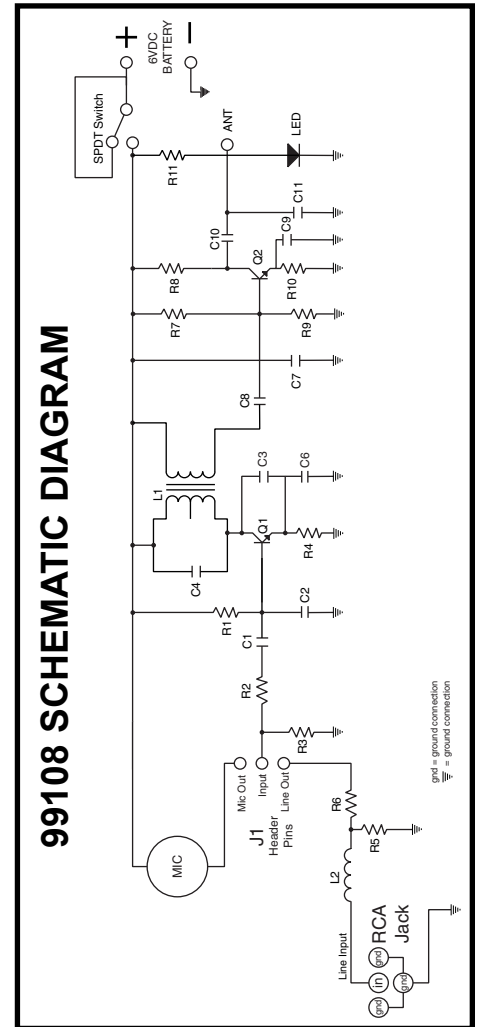 99108 SCHEMATIC DIAGRAM
SPDT Switch
+
6VDC
BATTERY
−
ANT
LED
R11
C11
C10
C9
R8
Q2
R10
R7
R9
C7
C8
L1
C3
C6
C4
Q1
R4
R1
C2
C1
R2
R3
MIC
Mic Out
Input
Line Out
J1
Header
Pins
R6
R5
L2
Line Input
RCA
Jack
gnd
in
gnd
gnd
gnd = ground connection
= ground connection